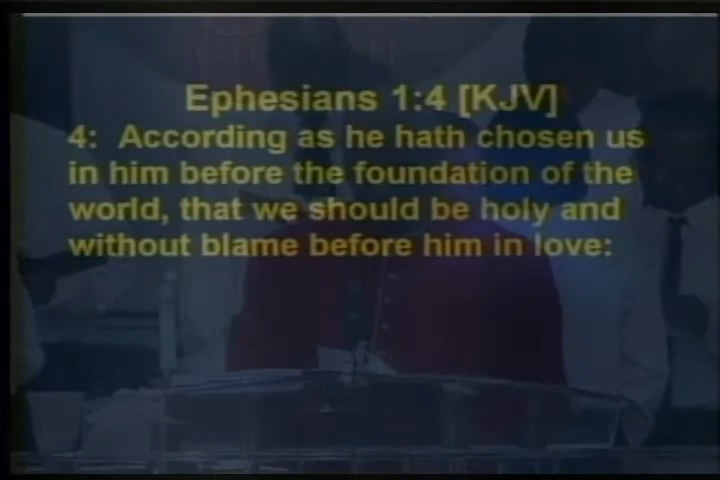 Ephesians 1:4 [KJV]
4: According as he hath chosen us
in him before the foundation of the
world, that we should be holy and
without blame before him in love: